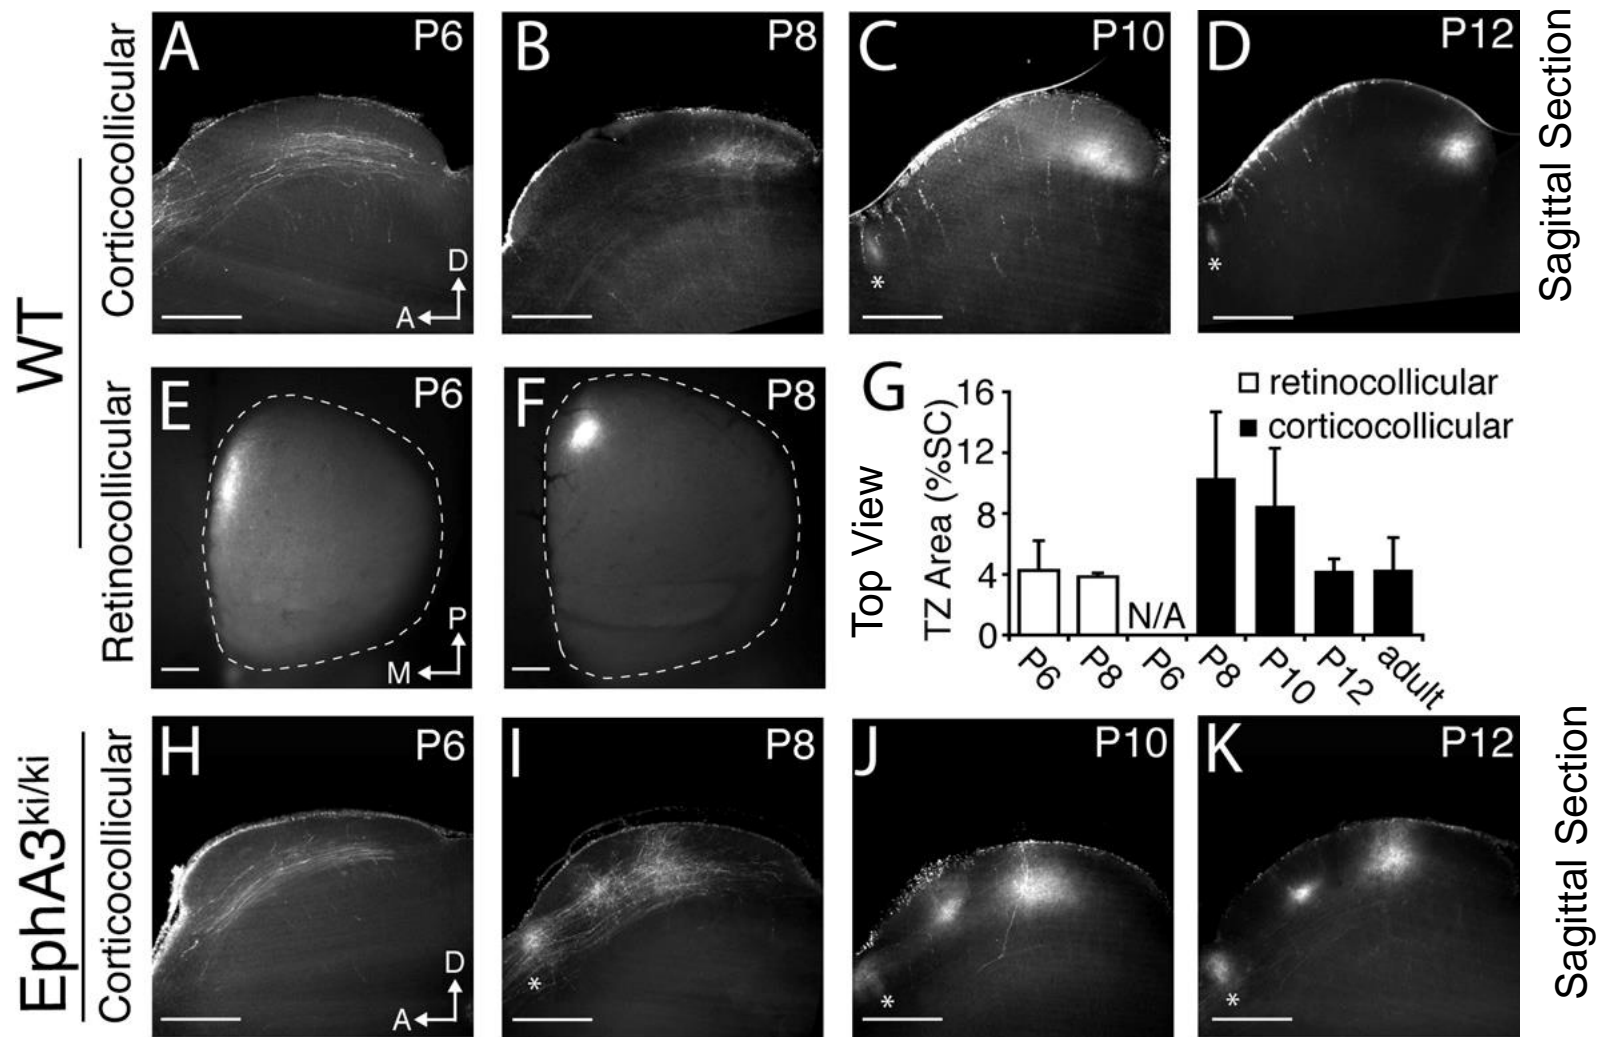 WT
Corticocollicular
A P6
D
A
B P8
C P10
*
D P12
*
Sagittal Section
Retinocollicular
E P6
P
M
F P8
Top View
G
retinocollicular
corticocollicular
TZ Area (%SC)
16
12
8
4
0
N/A
P6 P8 P6 P8 P10 P12 adult
EphA3ki/ki
Corticocollicular
H P6
D
A
I P8
*
J P10
*
K P12
*
Sagittal Section